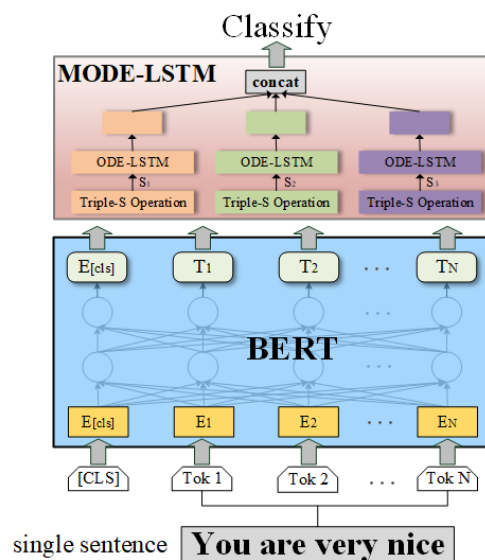 Classify
MODE-LSTM
concat
ODE-LSTM ODE-LSTM ODE-LSTM
S1 S2 S3
Triple-S Operation Triple-S Operation Triple-S Operation
E[cls] T1 T2 . . . TN
. . .
BERT
. . .
E[cls] E1 E2 . . . EN
[CLS] Tok 1 Tok 2 . . . Tok N
single sentence You are very nice